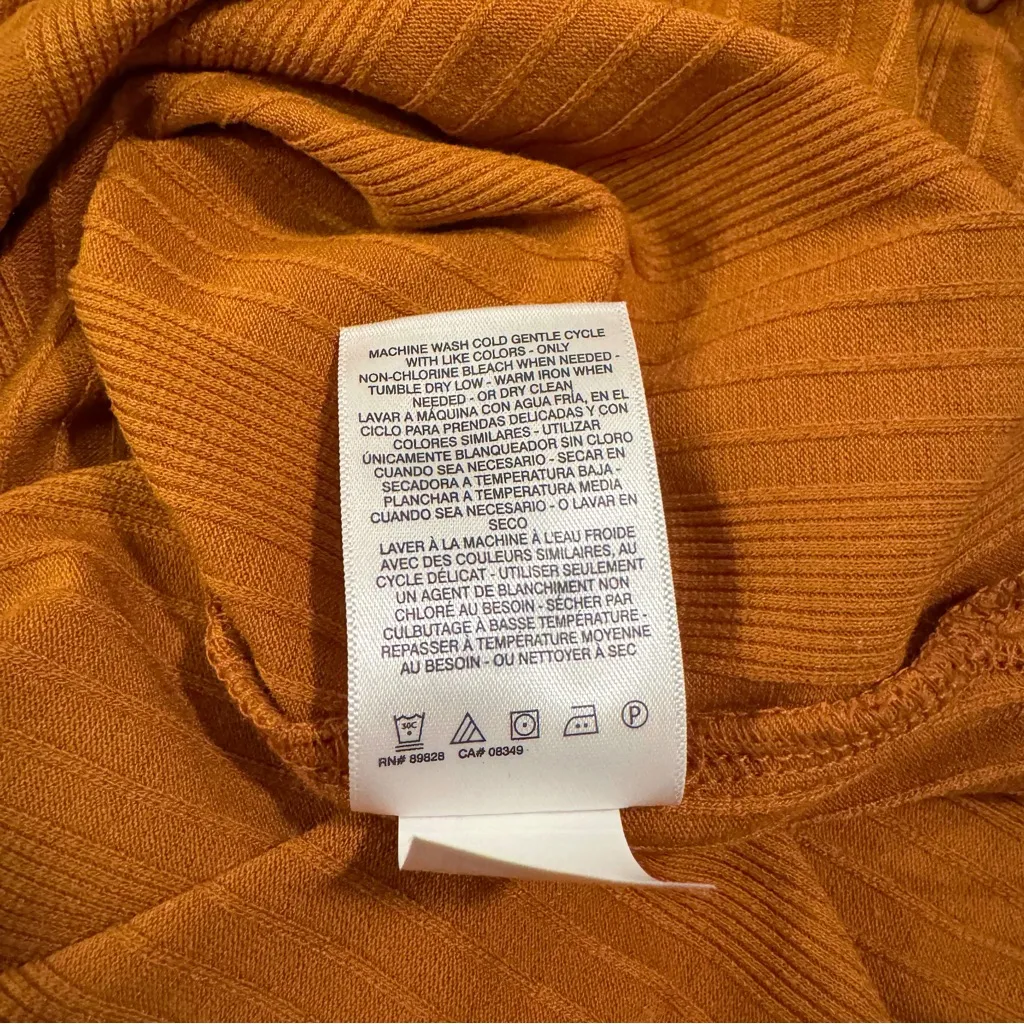 MACHINE WASH COLD GENTLE CYCLE
WITH LIKE COLORS - ONLY
NON-CHLORINE BLEACH WHEN NEEDED -
TUMBLE DRY LOW - WARM IRON WHEN
NEEDED - OR DRY CLEAN
LAVAR A MÁQUINA CON AGUA FRÍA, EN EL
CICLO PARA PRENDAS DELICADAS Y CON
COLORES SIMILARES - UTILIZAR
ÚNICAMENTE BLANQUEADOR SIN CLORO
CUANDO SEA NECESARIO - SECAR EN
SECADORA A TEMPERATURA BAJA -
PLANCHAR A TEMPERATURA MEDIA
CUANDO SEA NECESARIO - O LAVAR EN
SECO
LAVER À LA MACHINE À L'EAU FROIDE
AVEC DES COULEURS SIMILAIRES, AU
CYCLE DÉLICAT - UTILISER SEULEMENT
UN AGENT DE BLANCHIMENT NON
CHLORÉ AU BESOIN - SÉCHER PAR
CULBUTAGE À BASSE TEMPÉRATURE -
REPASSER À TEMPÉRATURE MOYENNE
AU BESOIN - OU NETTOYER À SEC
30C P
RN# 89828 CA# 08349